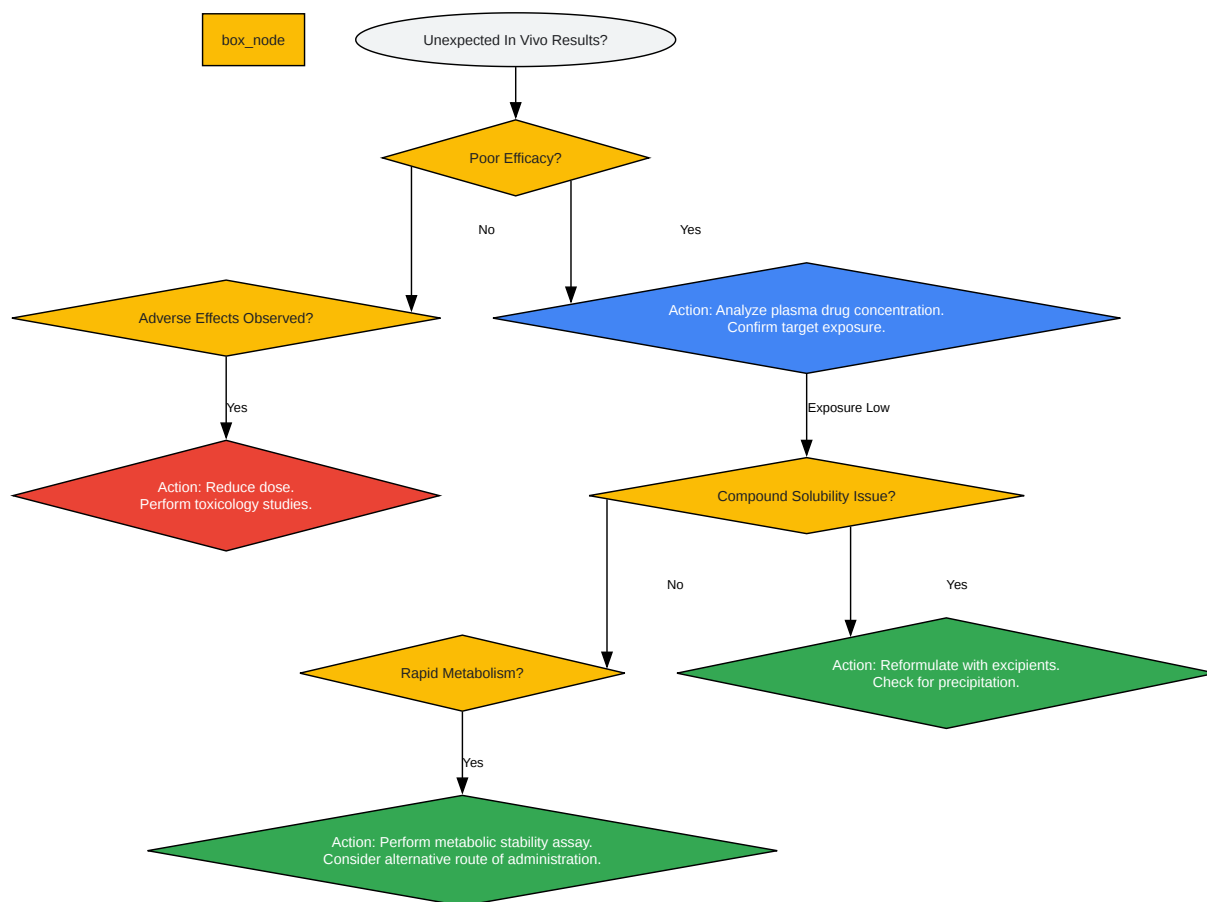 box_node
Unexpected In Vivo Results?
Poor Efficacy?
No
Yes
Adverse Effects Observed?
Action: Analyze plasma drug concentration.
Confirm target exposure.
Yes
Exposure Low
Action: Reduce dose.
Perform toxicology studies.
Compound Solubility Issue?
No
Yes
Rapid Metabolism?
Action: Reformulate with excipients.
Check for precipitation.
Yes
Action: Perform metabolic stability assay.
Consider alternative route of administration.